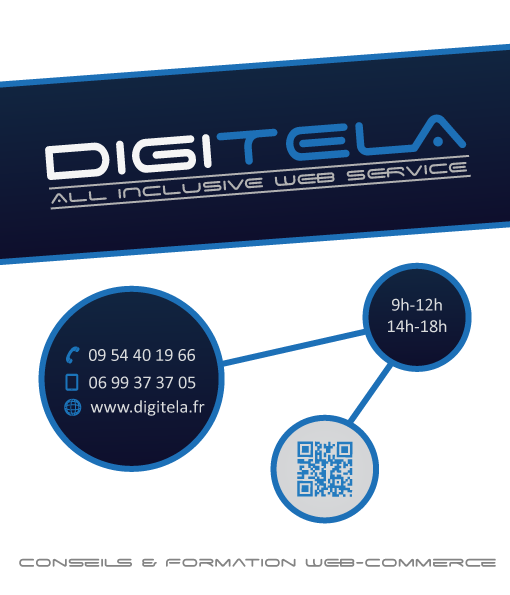 DIGITELA
ALL INCLUSIVE WEB SERVICE
9h-12h
14h-18h
09 54 40 19 66
06 99 37 37 05
www.digitela.fr
CONSEILS & FORMATION WEB-COMMERCE